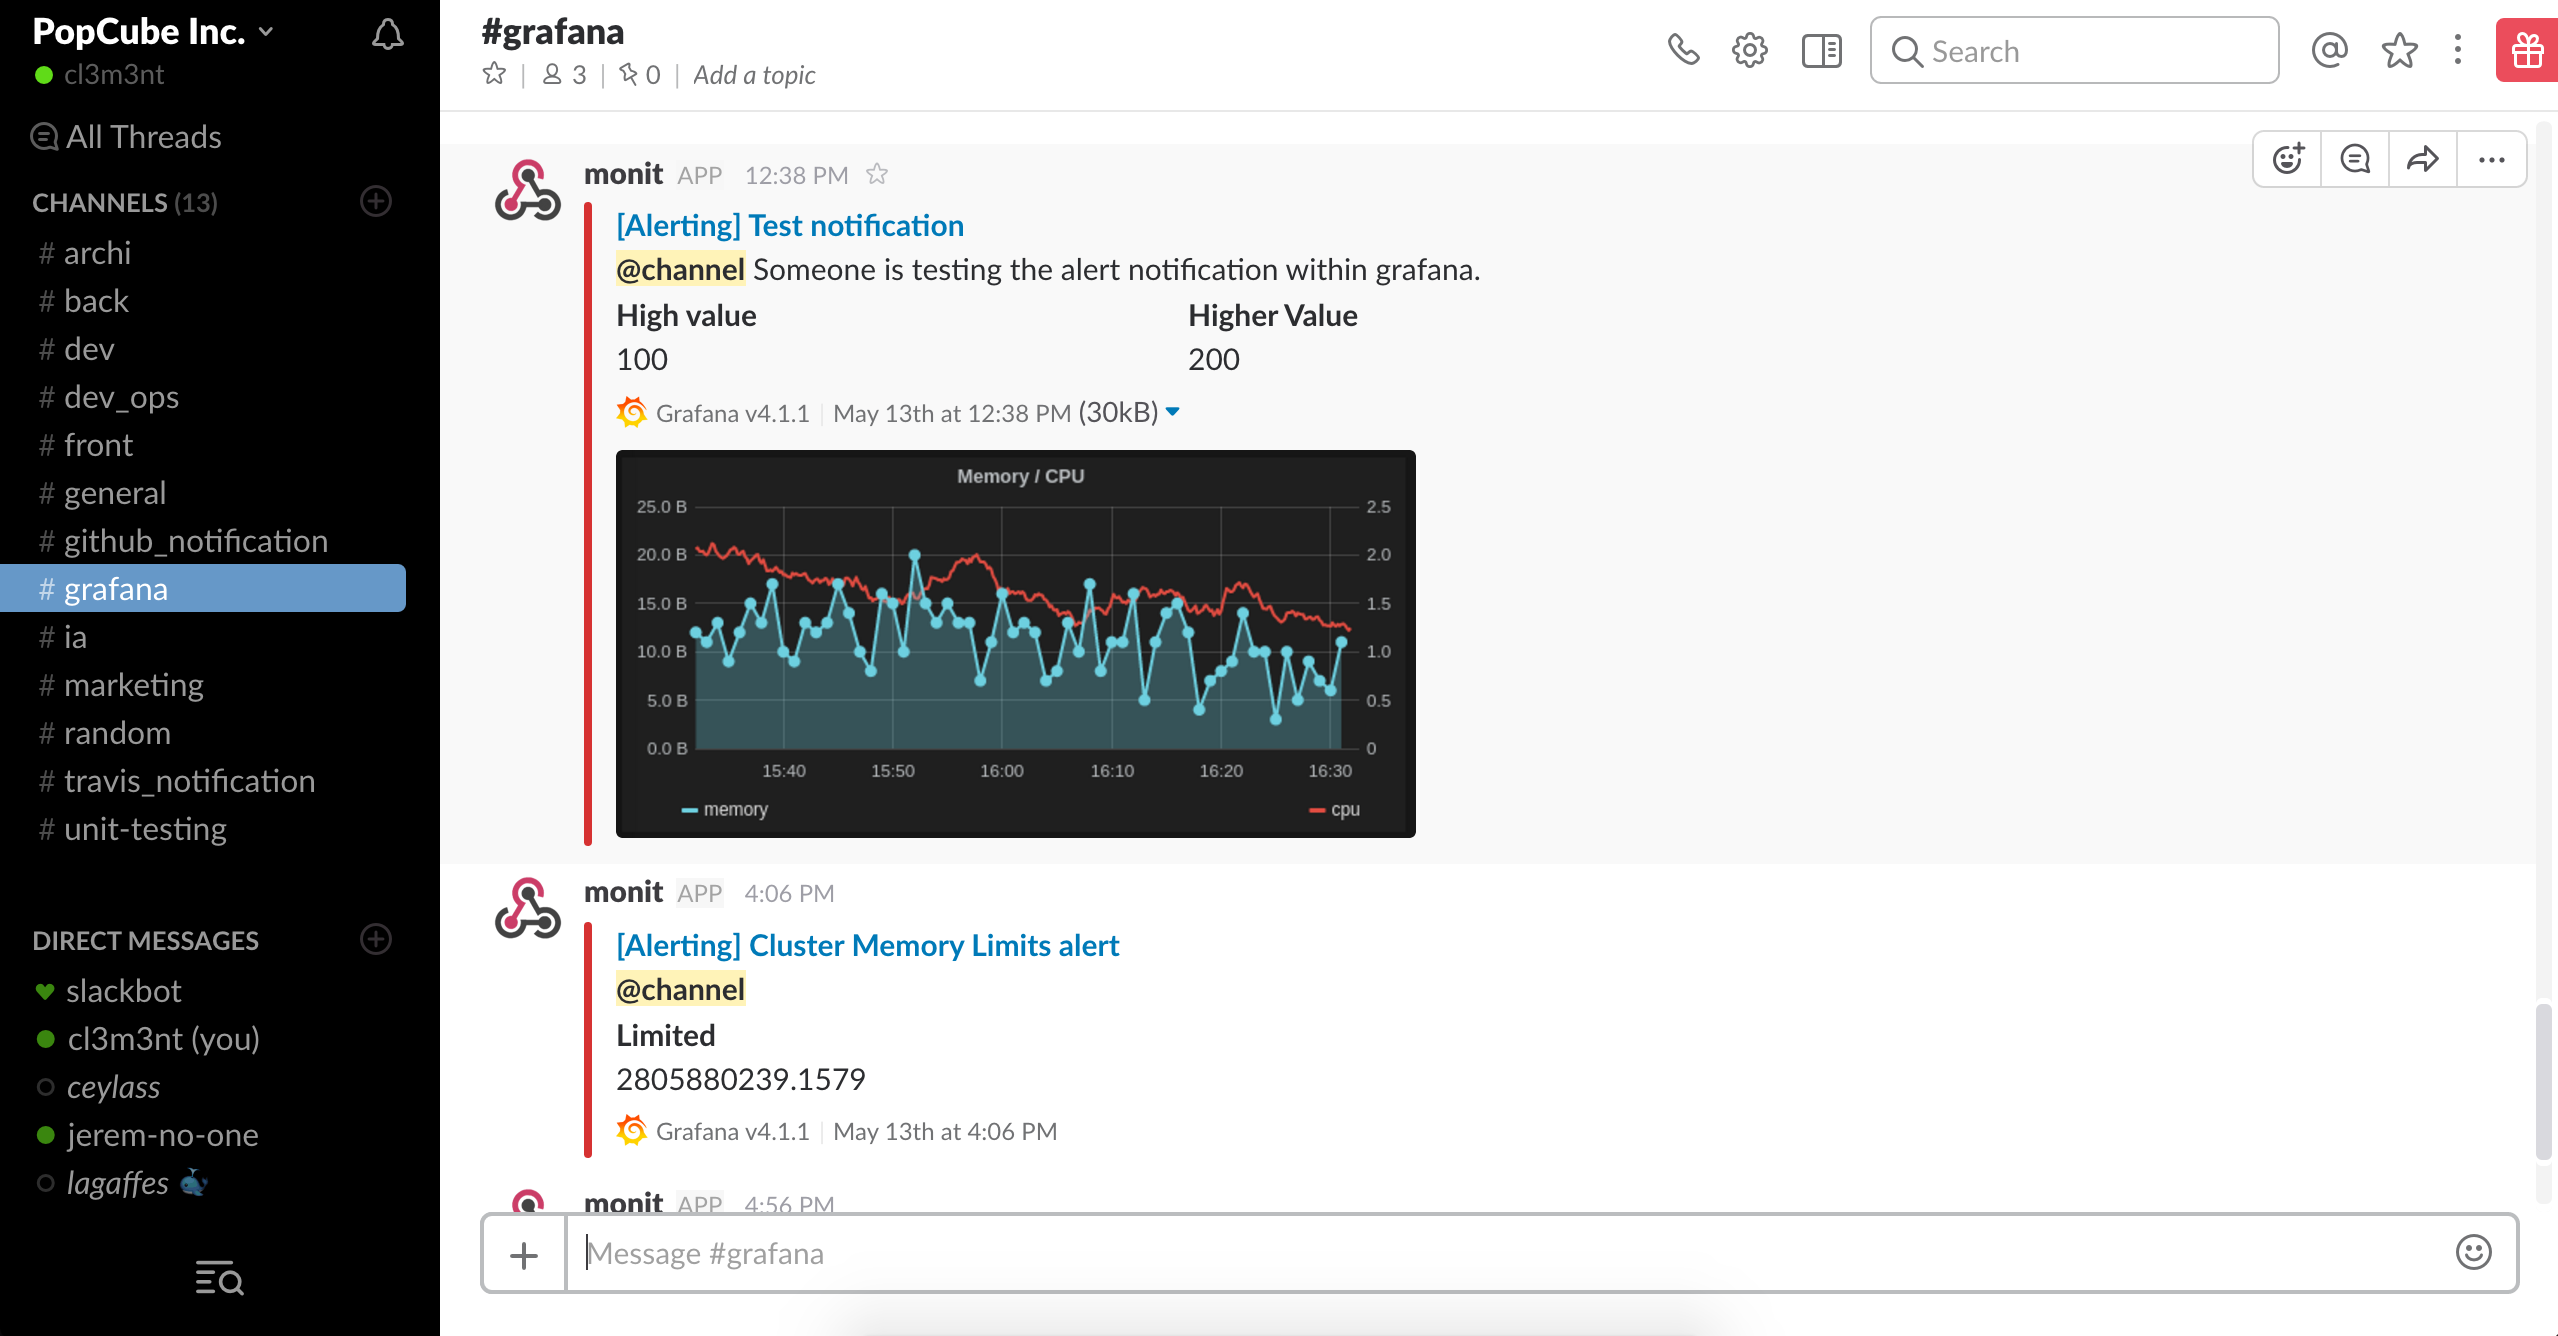 PopCube Inc.
cl3m3nt
All Threads
CHANNELS (13)
# archi
# back
# dev
# dev_ops
# front
# general
# github_notification
# grafana
# ia
# marketing
# random
# travis_notification
# unit-testing
DIRECT MESSAGES
slackbot
cl3m3nt (you)
ceylass
jerem-no-one
lagaffes
#grafana
3 | 0 | Add a topic
Search
monit APP 12:38 PM
[Alerting] Test notification
@channel Someone is testing the alert notification within grafana.
High value Higher Value
100 200
Grafana v4.1.1 | May 13th at 12:38 PM (30kB)
Memory / CPU
25.0 B 2.5
20.0 B 2.0
15.0 B 1.5
10.0 B 1.0
5.0 B 0.5
0.0 B 0
15:40 15:50 16:00 16:10 16:20 16:30
memory cpu
monit APP 4:06 PM
[Alerting] Cluster Memory Limits alert
@channel
Limited
2805880239.1579
Grafana v4.1.1 | May 13th at 4:06 PM
monit APP 4:56 PM
Message #grafana